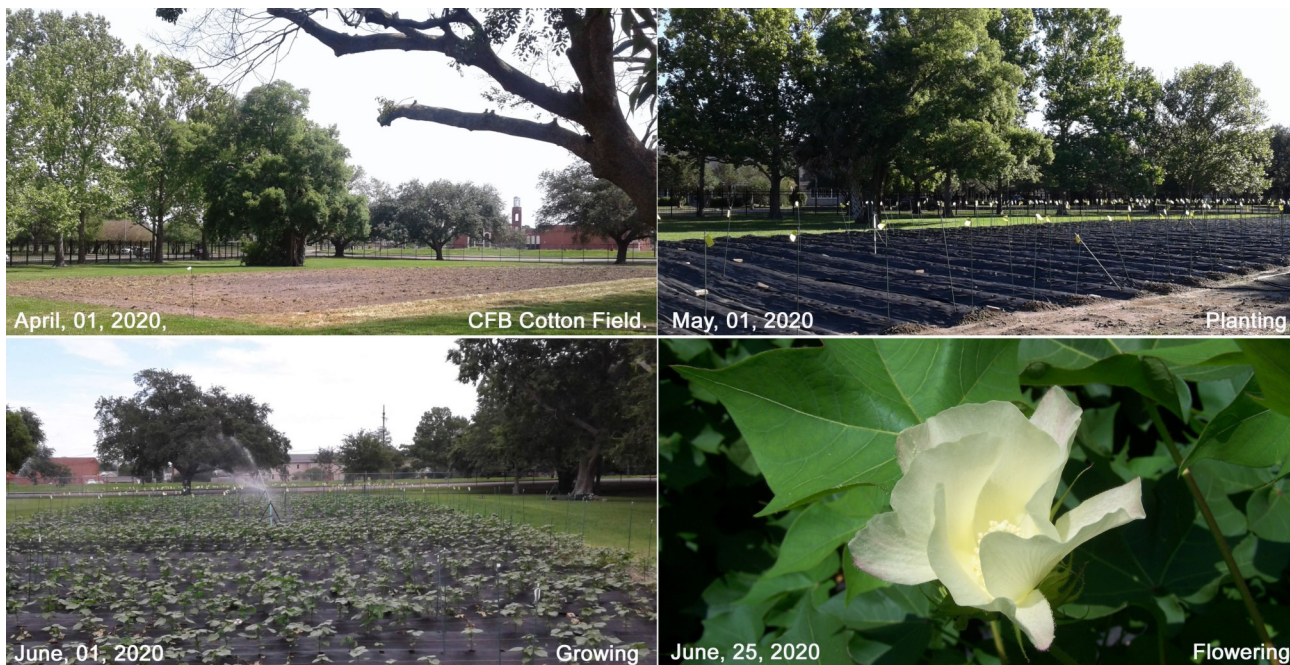 April, 01, 2020,
CFB Cotton Field.
May, 01, 2020
Planting
June, 01, 2020
Growing
June, 25, 2020
Flowering